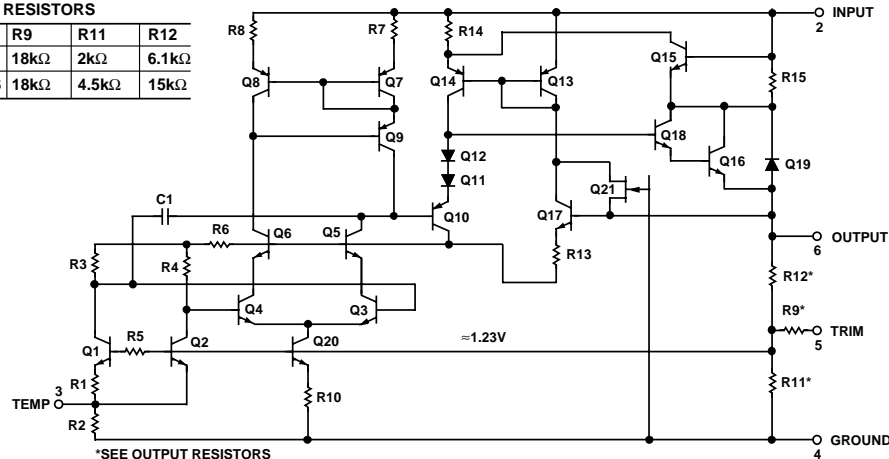 RESISTORS
R9 R11 R12
18kΩ 2kΩ 6.1kΩ
18kΩ 4.5kΩ 15kΩ
R8
R7
R14
INPUT
2
Q15
R15
Q8
Q7
Q14
Q13
Q9
Q18
Q12
Q16
Q19
Q11
Q21
C1
Q10
Q17
R6
Q6
Q5
OUTPUT
6
R3
R4
R13
R12*
Q4
Q3
R9*
≈1.23V
TRIM
5
R5
Q1
Q2
Q20
R1
R11*
3
TEMP
R10
R2
GROUND
4
*SEE OUTPUT RESISTORS